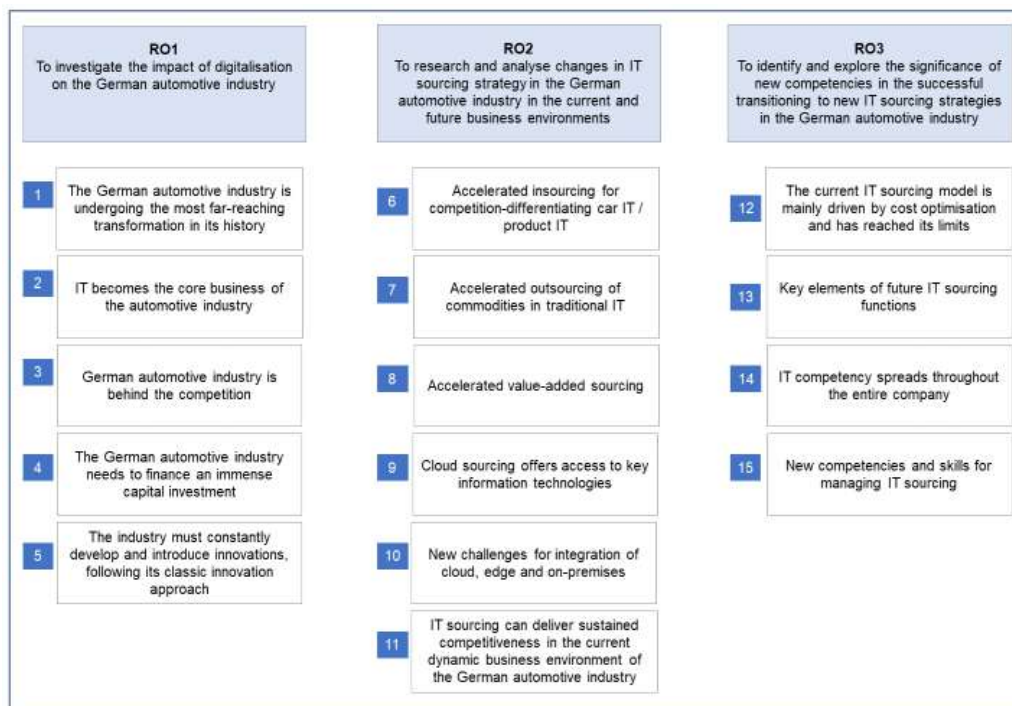 RO1
To investigate the impact of digitalisation
on the German automotive industry
1
The German automotive industry is
undergoing the most far-reaching
transformation in its history
2
IT becomes the core business of
the automotive industry
3
German automotive industry is
behind the competition
4
The German automotive industry
needs to finance an immense
capital investment
5
The industry must constantly
develop and introduce innovations,
following its classic innovation
approach
RO2
To research and analyse changes in IT
sourcing strategy in the German
automotive industry in the current and
future business environments
6
Accelerated insourcing for
competition-differentiating car IT /
product IT
7
Accelerated outsourcing of
commodities in traditional IT
8
Accelerated value-added sourcing
9
Cloud sourcing offers access to key
information technologies
10
New challenges for integration of
cloud, edge and on-premises
11
IT sourcing can deliver sustained
competitiveness in the current
dynamic business environment of
the German automotive industry
RO3
To identify and explore the significance of
new competencies in the successful
transitioning to new IT sourcing strategies
in the German automotive industry
12
The current IT sourcing model is
mainly driven by cost optimisation
and has reached its limits
13
Key elements of future IT sourcing
functions
14
IT competency spreads throughout
the entire company
15
New competencies and skills for
managing IT sourcing